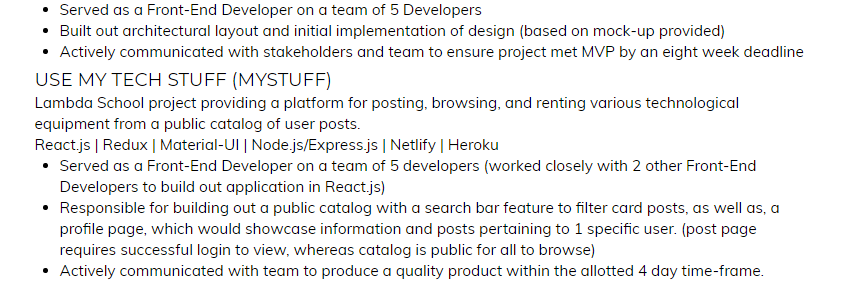 • Served as a Front-End Developer on a team of 5 Developers
• Built out architectural layout and initial implementation of design (based on mock-up provided)
• Actively communicated with stakeholders and team to ensure project met MVP by an eight week deadline
USE MY TECH STUFF (MYSTUFF)
Lambda School project providing a platform for posting, browsing, and renting various technological
equipment from a public catalog of user posts.
React.js | Redux | Material-UI | Node.js/Express.js | Netlify | Heroku
• Served as a Front-End Developer on a team of 5 developers (worked closely with 2 other Front-End
Developers to build out application in React.js)
• Responsible for building out a public catalog with a search bar feature to filter card posts, as well as, a
profile page, which would showcase information and posts pertaining to 1 specific user. (post page
requires successful login to view, whereas catalog is public for all to browse)
• Actively communicated with team to produce a quality product within the allotted 4 day time-frame.